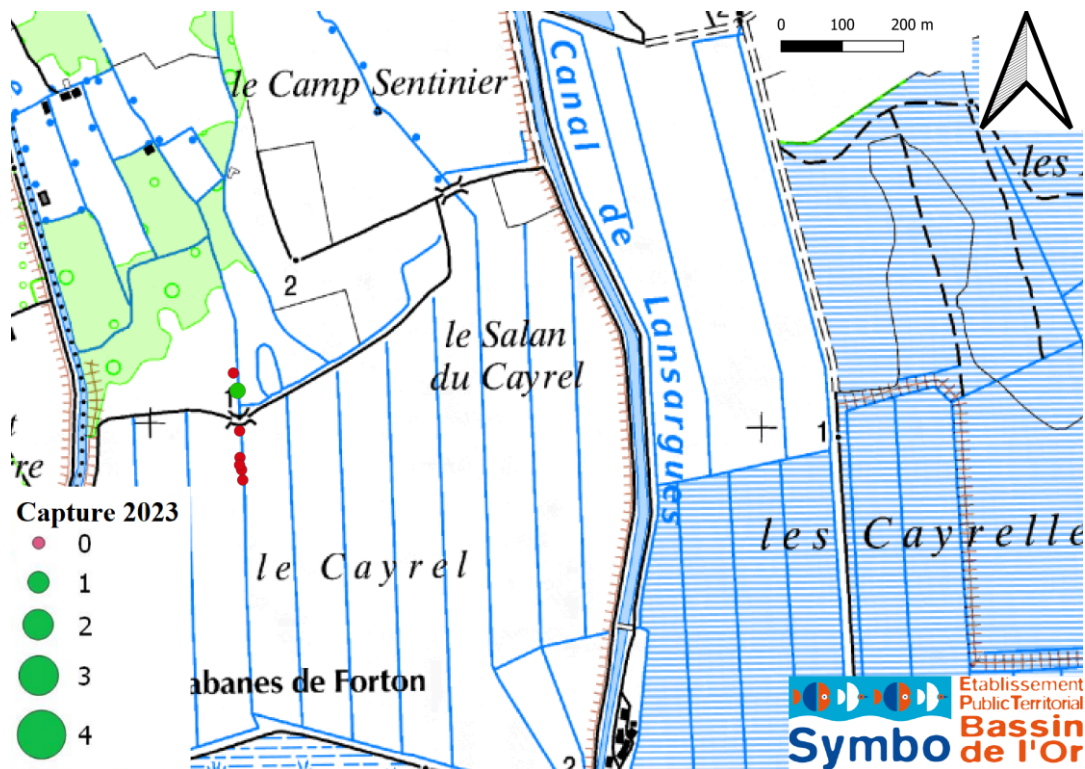 0 100 200 m
le Camp Sentinier
Canal de Lansargues
les
2
le Salan
du Cayrel
1
1
re
Capture 2023
0
1
2
3
4
les Cayrelle
le Cayrel
abanes de Forton
2
Symbo
Etablissement
Public Territorial
Bassin
de l'Or